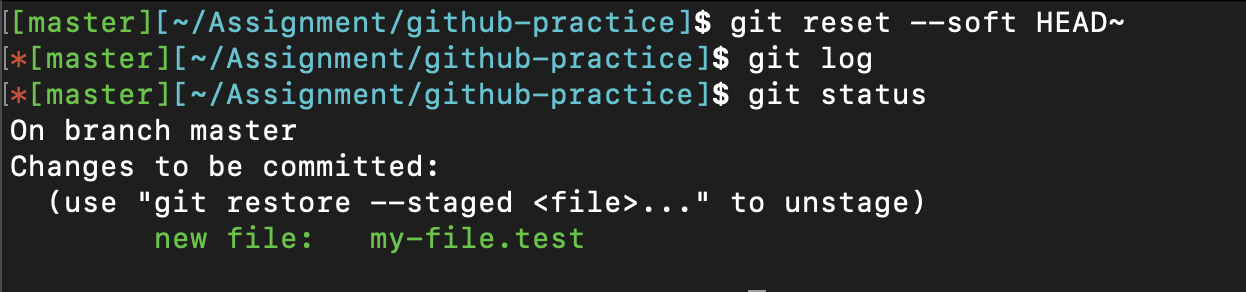 [[master][~/Assignment/github-practice]$ git reset --soft HEAD~
[*[master][~/Assignment/github-practice]$ git log
[*[master][~/Assignment/github-practice]$ git status
On branch master
Changes to be committed:
  (use "git restore --staged <file>..." to unstage)
        new file:   my-file.test